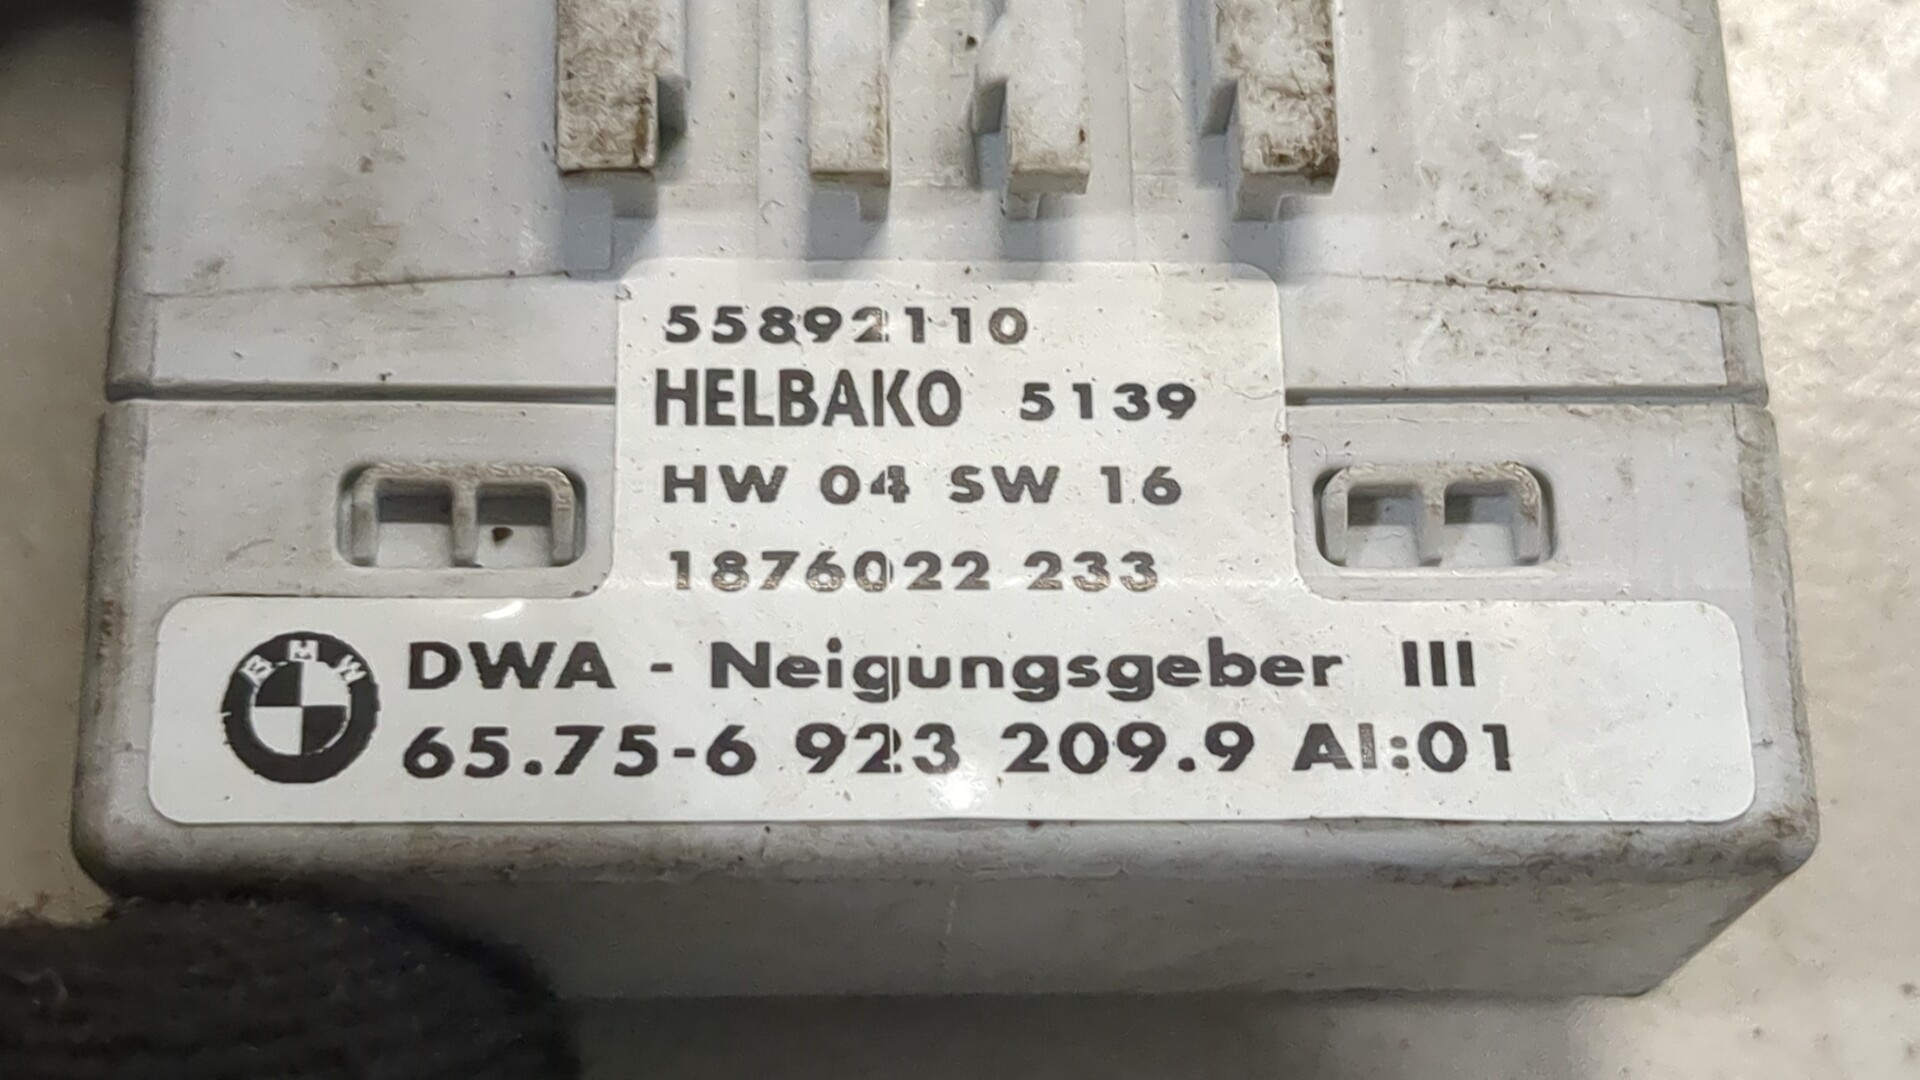 55892110
HELBAKO 5139
HW 04 SW 16
1876022 233
BMW
DWA - Neigungsgeber III
65.75-6 923 209.9 AI:01